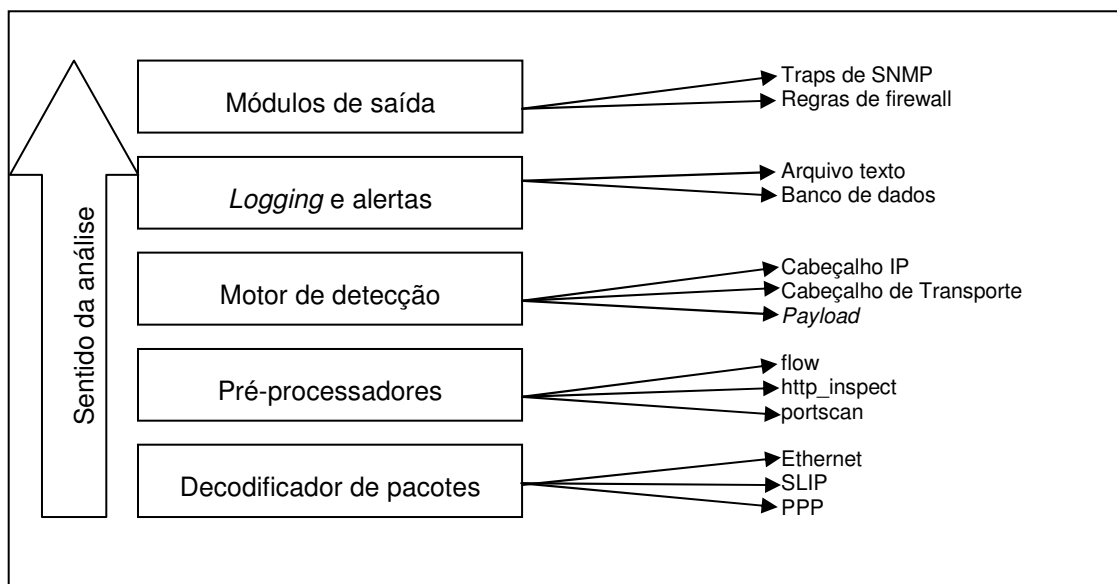 Sentido da análise
Módulos de saída
Traps de SNMP
Regras de firewall
Logging e alertas
Arquivo texto
Banco de dados
Motor de detecção
Cabeçalho IP
Cabeçalho de Transporte
Payload
Pré-processadores
flow
http_inspect
portscan
Decodificador de pacotes
Ethernet
SLIP
PPP